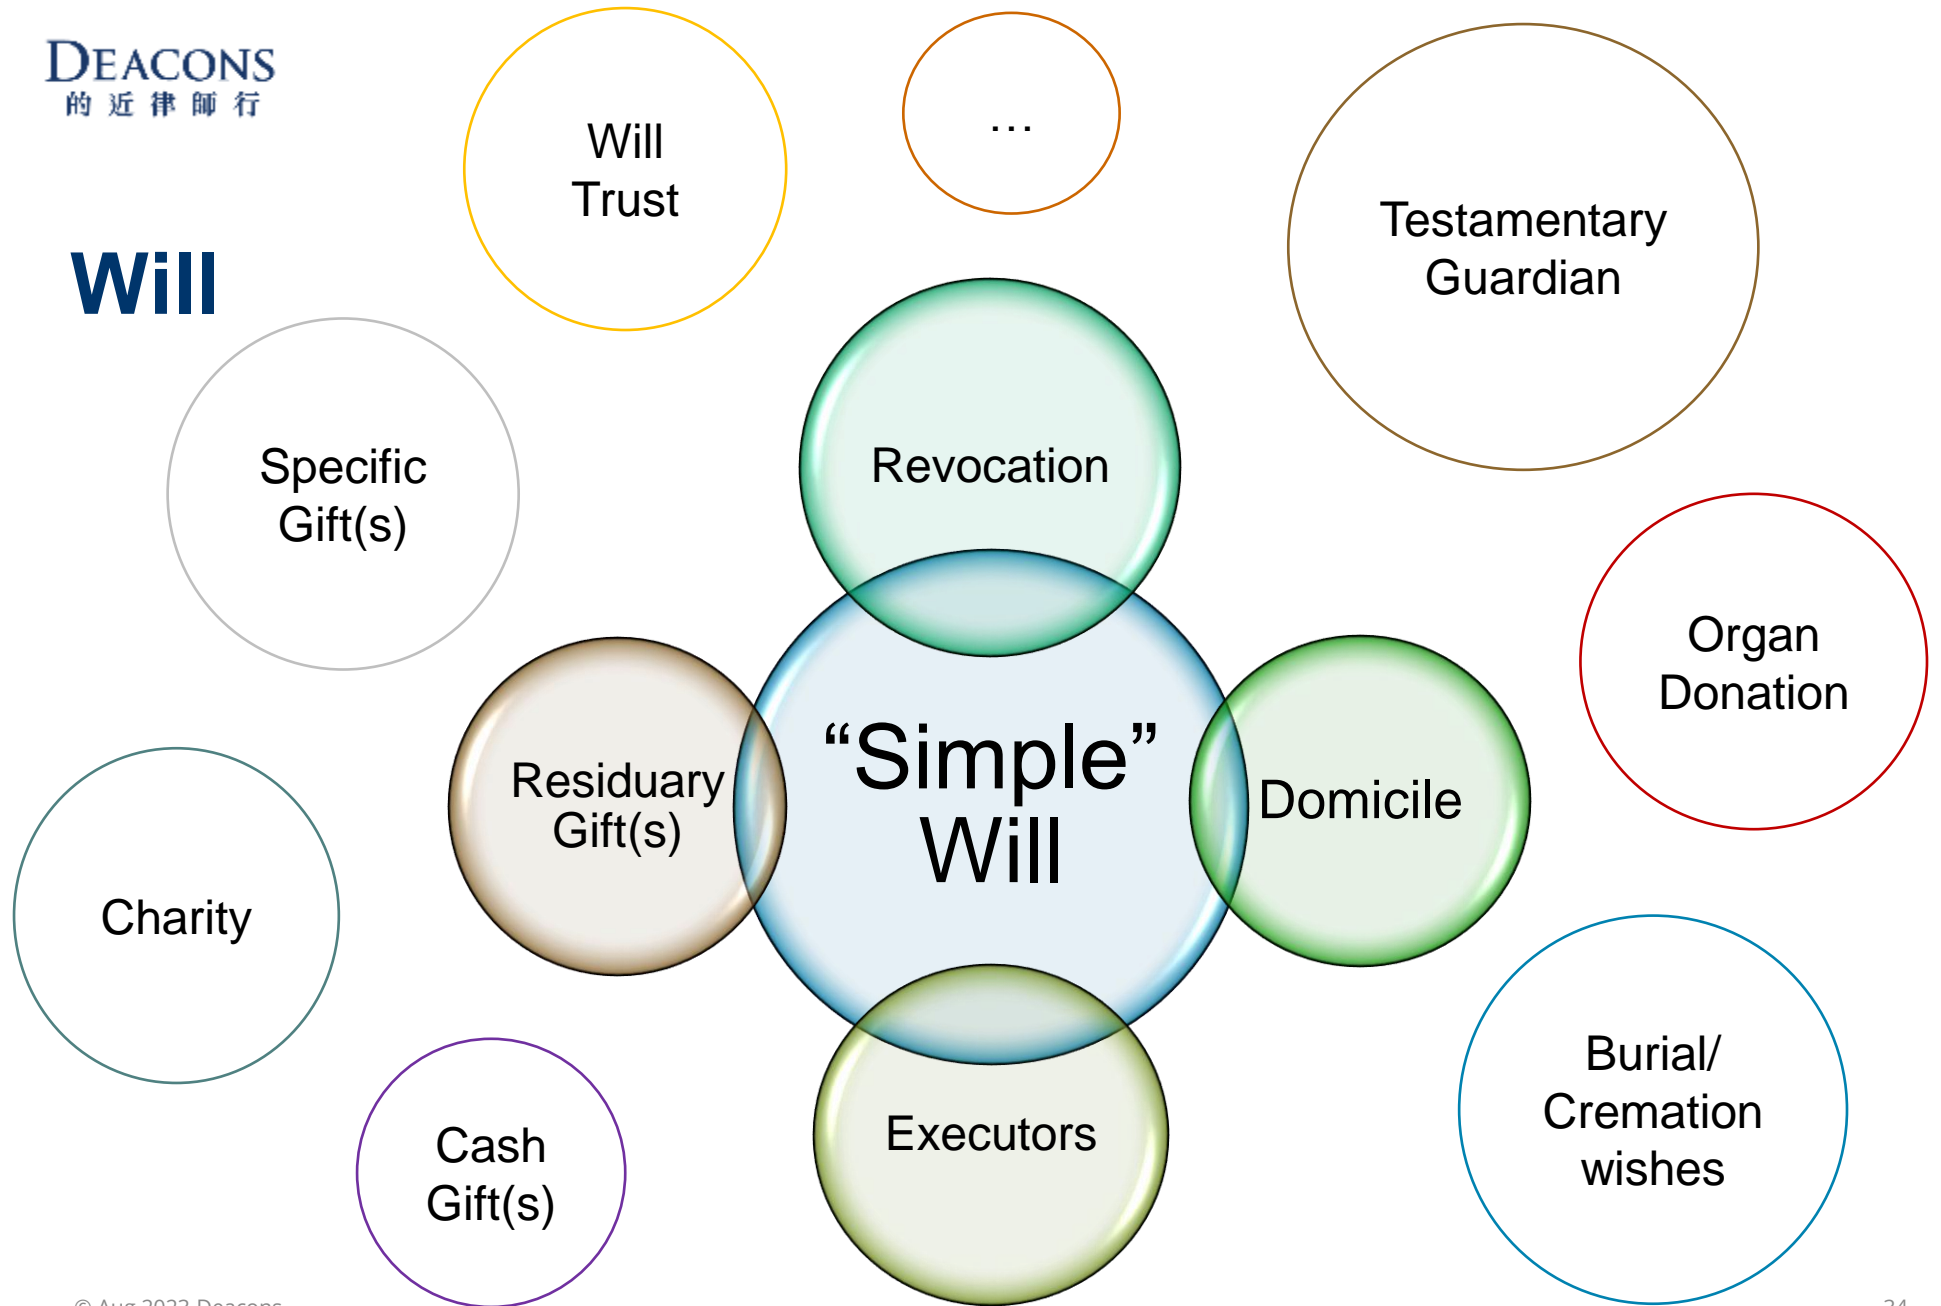 DEACONS
的近律師行
Will
Will
Trust
…
Testamentary
Guardian
Specific
Gift(s)
Revocation
Organ
Donation
Residuary
Gift(s)
“Simple”
Will
Domicile
Charity
Executors
Cash
Gift(s)
Burial/
Cremation
wishes